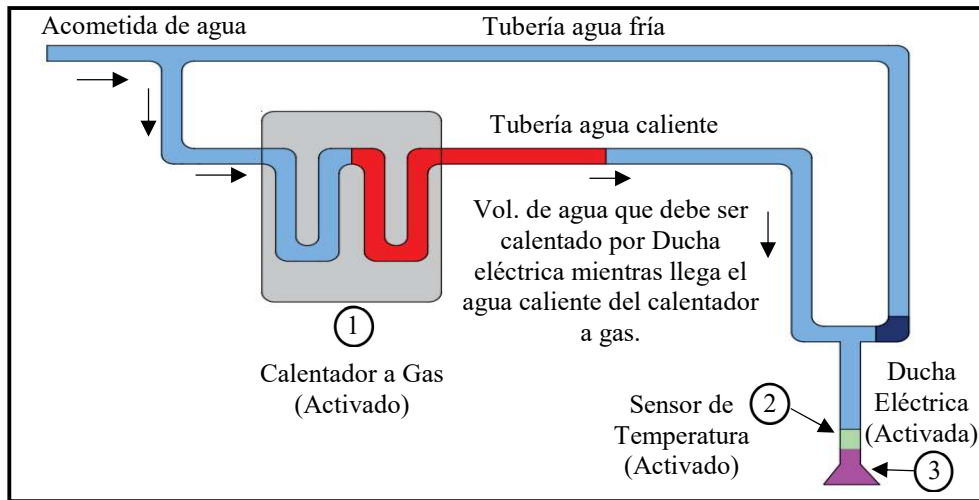 Acometida de agua
Tubería agua fría
Tubería agua caliente
Vol. de agua que debe ser
calentado por Ducha
eléctrica mientras llega el
agua caliente del calentador
a gas.
1
Calentador a Gas
(Activado)
Sensor de
Temperatura
(Activado)
2
Ducha
Eléctrica
(Activada)
3